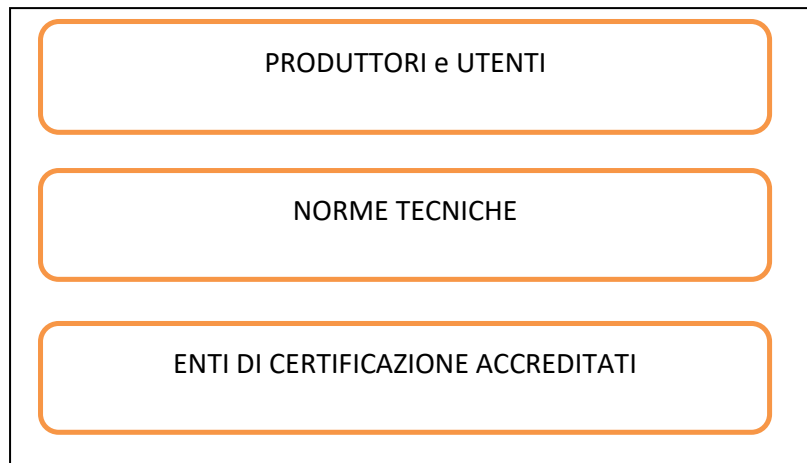 PRODUTTORI e UTENTI
NORME TECNICHE
ENTI DI CERTIFICAZIONE ACCREDITATI